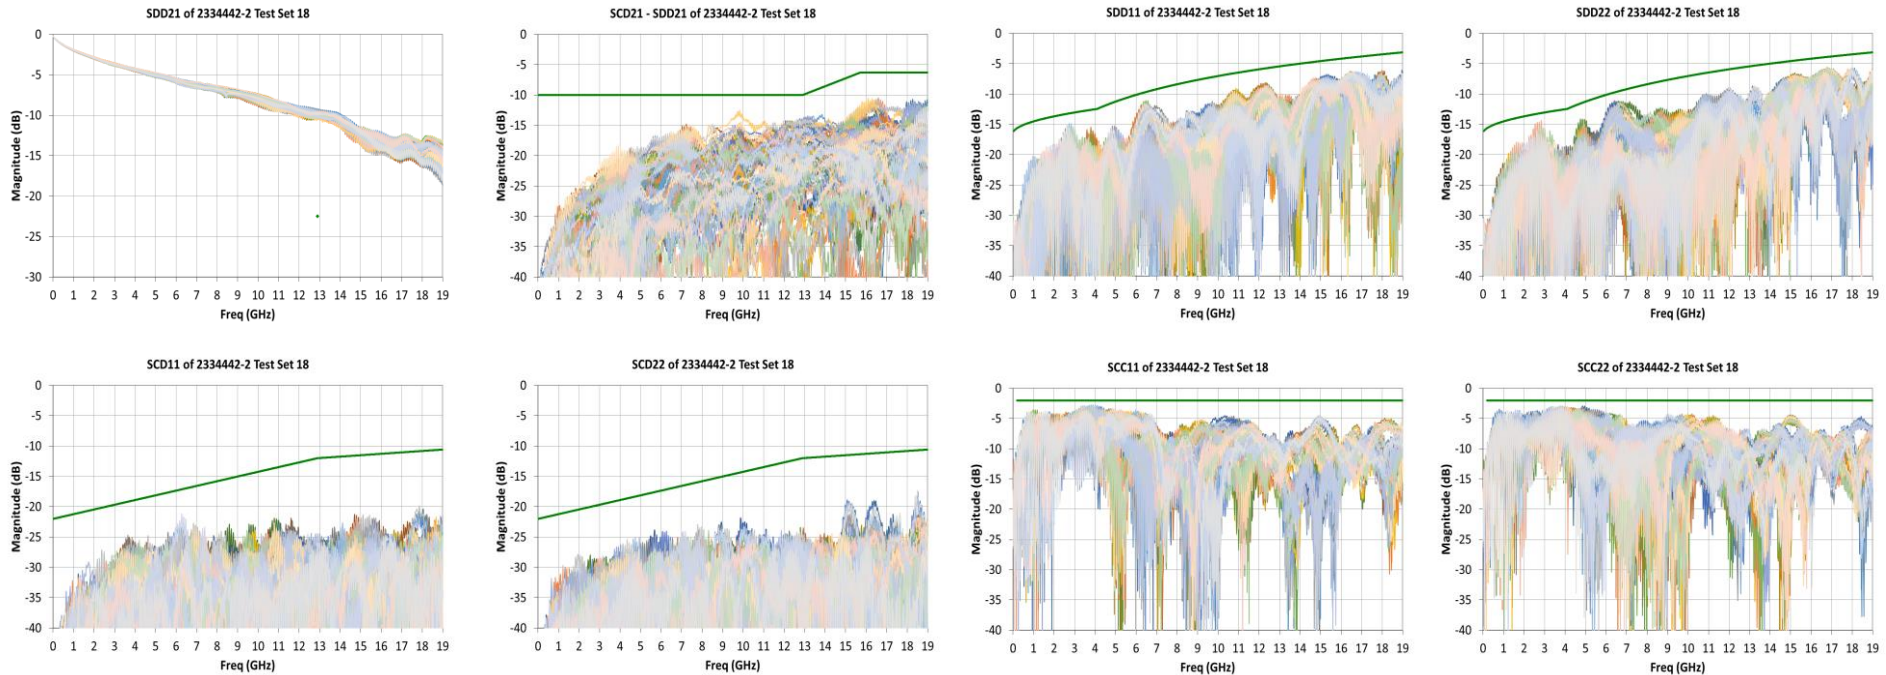 SDD21 of 2334442-2 Test Set 18
Magnitude (dB)
0
-5
-10
-15
-20
-25
-30
0 1 2 3 4 5 6 7 8 9 10 11 12 13 14 15 16 17 18 19
Freq (GHz)
SCD21 - SDD21 of 2334442-2 Test Set 18
Magnitude (dB)
0
-5
-10
-15
-20
-25
-30
-35
-40
0 1 2 3 4 5 6 7 8 9 10 11 12 13 14 15 16 17 18 19
Freq (GHz)
SDD11 of 2334442-2 Test Set 18
Magnitude (dB)
0
-5
-10
-15
-20
-25
-30
-35
-40
0 1 2 3 4 5 6 7 8 9 10 11 12 13 14 15 16 17 18 19
Freq (GHz)
SDD22 of 2334442-2 Test Set 18
Magnitude (dB)
0
-5
-10
-15
-20
-25
-30
-35
-40
0 1 2 3 4 5 6 7 8 9 10 11 12 13 14 15 16 17 18 19
Freq (GHz)
SCD11 of 2334442-2 Test Set 18
Magnitude (dB)
0
-5
-10
-15
-20
-25
-30
-35
-40
0 1 2 3 4 5 6 7 8 9 10 11 12 13 14 15 16 17 18 19
Freq (GHz)
SCD22 of 2334442-2 Test Set 18
Magnitude (dB)
0
-5
-10
-15
-20
-25
-30
-35
-40
0 1 2 3 4 5 6 7 8 9 10 11 12 13 14 15 16 17 18 19
Freq (GHz)
SCC11 of 2334442-2 Test Set 18
Magnitude (dB)
0
-5
-10
-15
-20
-25
-30
-35
-40
0 1 2 3 4 5 6 7 8 9 10 11 12 13 14 15 16 17 18 19
Freq (GHz)
SCC22 of 2334442-2 Test Set 18
Magnitude (dB)
0
-5
-10
-15
-20
-25
-30
-35
-40
0 1 2 3 4 5 6 7 8 9 10 11 12 13 14 15 16 17 18 19
Freq (GHz)